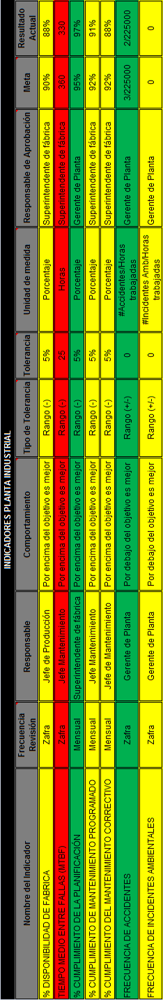 INDICADORES PLANTA INDUSTRIAL
Nombre del Indicador Frecuencia Revisión Responsable Comportamiento Tipo de Tolerancia Tolerancia Unidad de medida Responsable de Aprobación Meta Resultado Actual
% DISPONIBILIDAD DE FABRICA Zafra Jefe de Producción Por encima del objetivo es mejor Rango (-) 5% Porcentaje Superintendente de fábrica 90% 88%
TIEMPO MEDIO ENTRE FALLAS (MTBF) Zafra Jefe Mantenimiento Por encima del objetivo es mejor Rango (-) 25 Horas Superintendente de fábrica 360 330
% CUMPLIMIENTO DE LA PLANIFICACIÓN Mensual Superintendente de fábrica Por encima del objetivo es mejor Rango (-) 5% Porcentaje Gerente de Planta 95% 97%
% CUMPLIMIENTO DE MANTENIMIENTO PROGRAMADO Mensual Jefe Mantenimiento Por encima del objetivo es mejor Rango (-) 5% Porcentaje Superintendente de fábrica 92% 91%
% CUMPLIMIENTO DEL MANTENIMIENTO CORRECTIVO Mensual Jefe de Mantenimiento Por encima del objetivo es mejor Rango (-) 5% Porcentaje Superintendente de fábrica 92% 88%
FRECUENCIA DE ACCIDENTES Zafra Gerente de Planta Por debajo del objetivo es mejor Rango (+/-) 0 #Accidentes/Horas trabajadas Gerente de Planta 3/225000 2/225000
FRECUENCIA DE INCIDENTES AMBIENTALES Zafra Gerente de Planta Por debajo del objetivo es mejor Rango (+/-) 0 #Incidentes Amb/Horas trabajadas Gerente de Planta 0 0